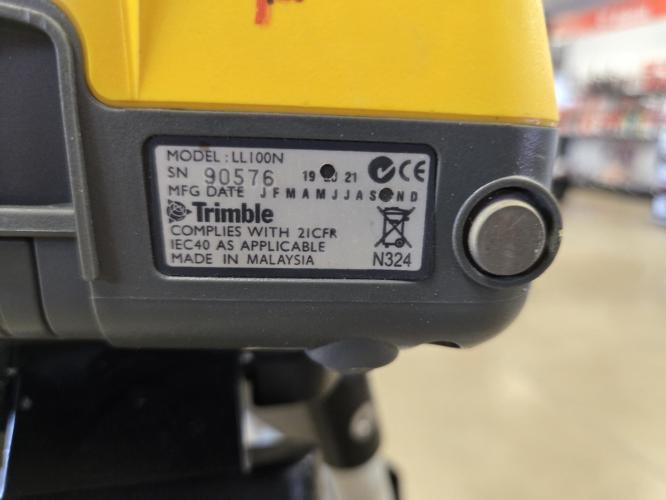 MODEL : LL100N
SN 90576 19 21
MFG DATE J F M A M J J A S N D
Trimble
COMPLIES WITH 21CFR
IEC40 AS APPLICABLE
MADE IN MALAYSIA
N324
CE